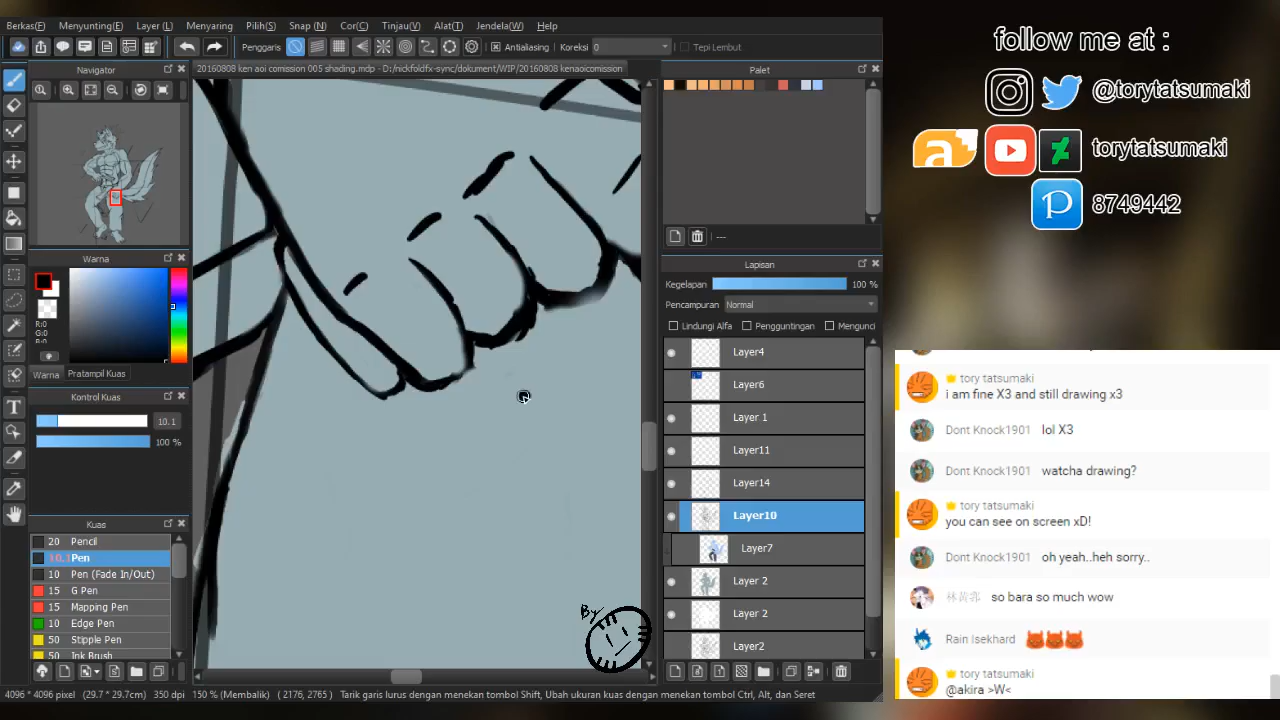 Berkas(F) Menyunting(E) Layer (L) Menyaring Pilih(S) Snap (N) Cor(C) Tinjau(V) Alat(T) Jendela(W) Help
Penggaris Antialiasing Koreksi 0 Tepi Lembut
Navigator
20160808 ken aoi comission 005 shading.mdp - D:/nickfoldfx-sync/dokument/WIP/20160808 kenaoicomission
Palet
---
Warna
R:0
G:0
Warna Pratampil Kuas
Kontrol Kuas
10.1
100 %
Kuas
20 Pencil
10.1 Pen
10 Pen (Fade In/Out)
15 G Pen
15 Mapping Pen
10 Edge Pen
50 Stipple Pen
50 Ink Brush
By
Lapisan
Kegelapan 100 %
Pencampuran Normal
Lindungi Alfa Pengguntingan Mengunci
Layer4
Layer6
Layer 1
Layer11
Layer14
Layer10
Layer7
Layer 2
Layer 2
Layer2
4096 * 4096 pixel (29.7 * 29.7cm) 350 dpi 150 % (Membalik) ( 2176/ 2765 ) Tarik garis lurus dengan menekan tombol Shift, Ubah ukuran kuas dengan menekan tombol Ctrl, Alt, dan Seret
follow me at :
@torytatsumaki
torytatsumaki
8749442
tory tatsumaki
i am fine X3 and still drawing x3
Dont Knock1901 lol X3
Dont Knock1901 watcha drawing?
tory tatsumaki
you can see on screen xD!
Dont Knock1901 oh yeah..heh sorry..
so bara so much wow
Rain Isekhard
tory tatsumaki
@akira >W<